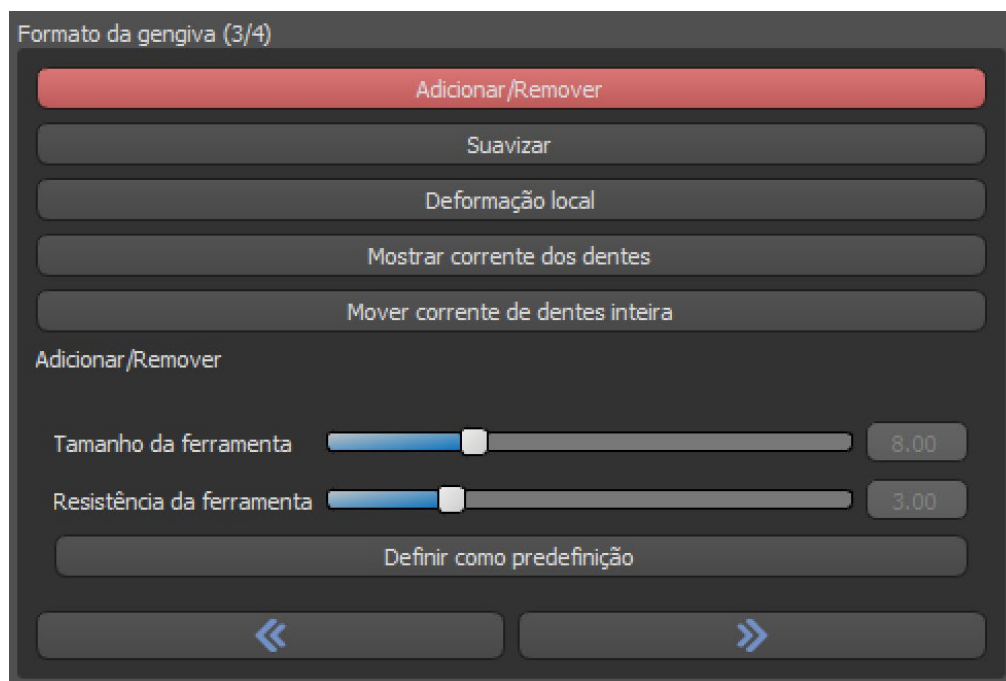 Formato da gengiva (3/4)
Adicionar/Remover
Suavizar
Deformação local
Mostrar corrente dos dentes
Mover corrente de dentes inteira
Adicionar/Remover
Tamanho da ferramenta 8.00
Resistência da ferramenta 3.00
Definir como predefinição